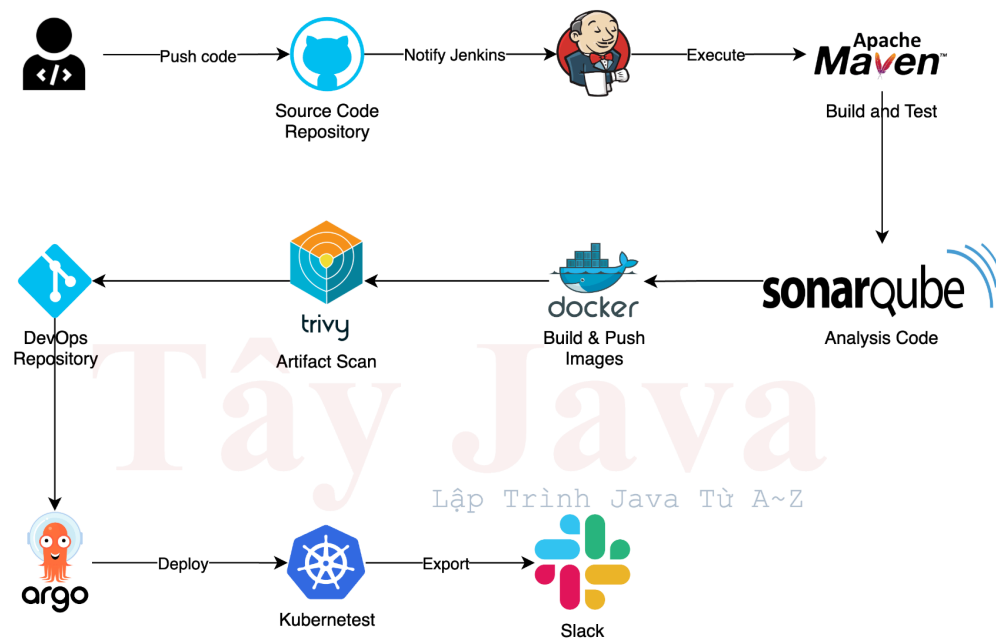 Push code
Notify Jenkins
Execute
Apache
Maven™
Source Code
Repository
Build and Test
</>
trivy
docker
sonarqube
DevOps
Repository
Artifact Scan
Build & Push
Images
Analysis Code
Tây Java
Lập Trình Java Từ A~Z
argo
Deploy
Export
Kubernetest
Slack